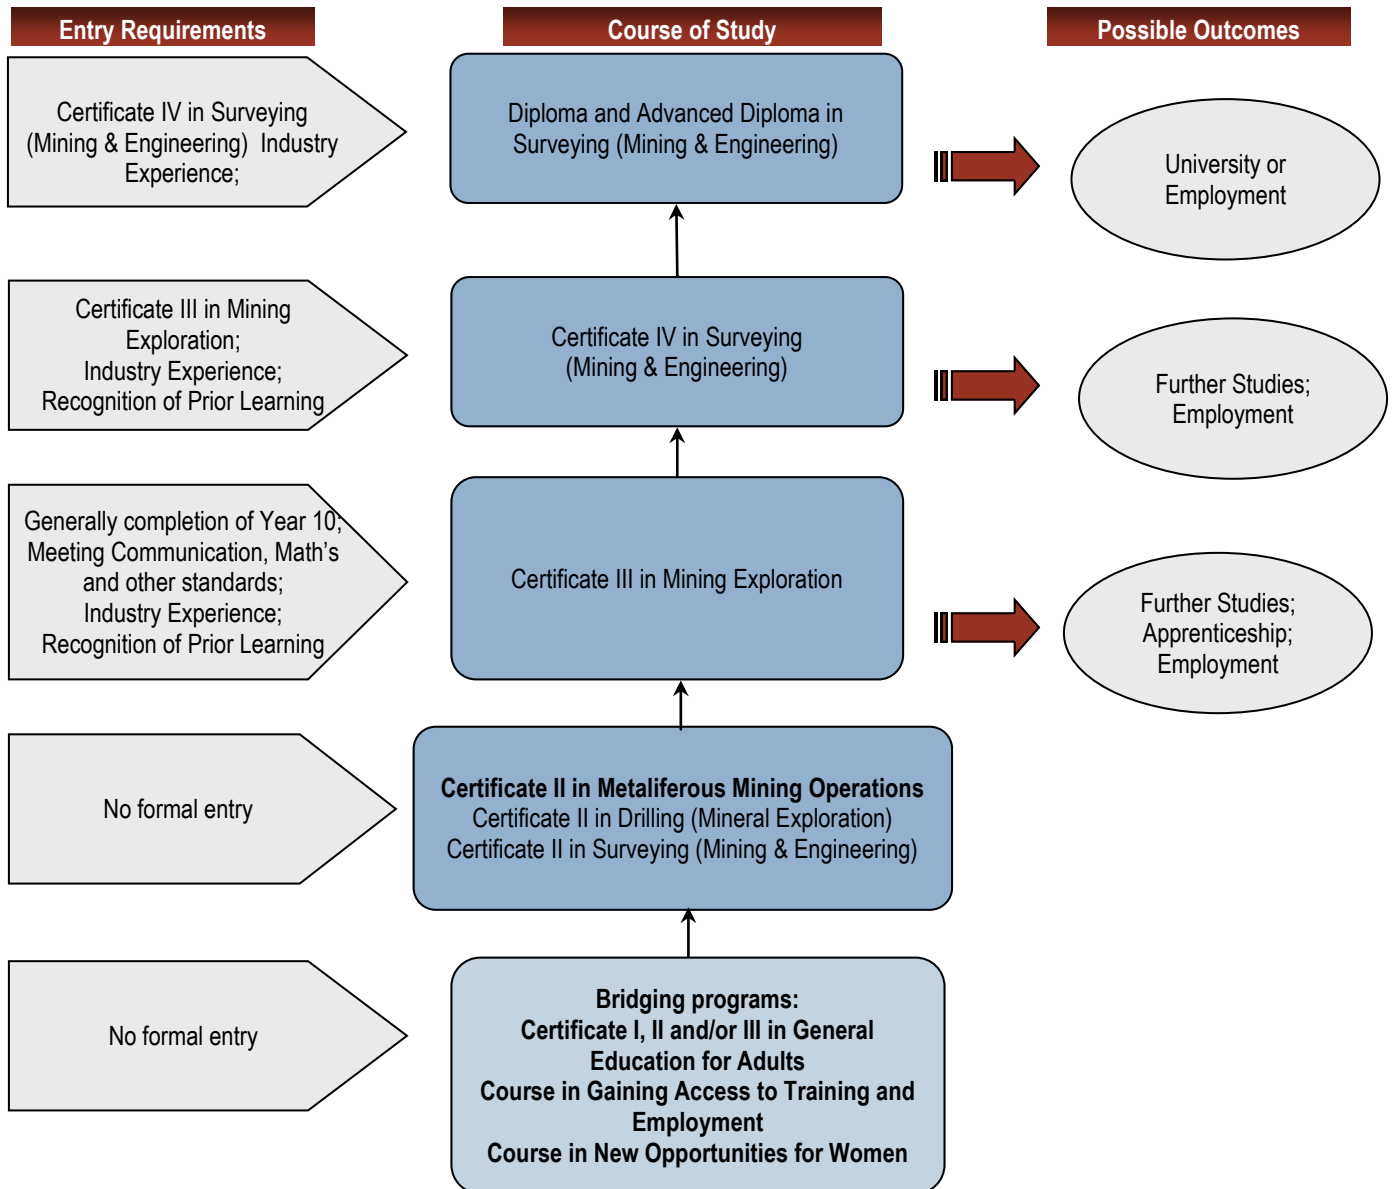 Entry Requirements
Course of Study
Possible Outcomes
Certificate IV in Surveying
(Mining & Engineering)  Industry
Experience;
Diploma and Advanced Diploma in
Surveying (Mining & Engineering)
University or
Employment
Certificate III in Mining
Exploration;
Industry Experience;
Recognition of Prior Learning
Certificate IV in Surveying
(Mining & Engineering)
Further Studies;
Employment
Generally completion of Year 10;
Meeting Communication, Math’s
and other standards;
Industry Experience;
Recognition of Prior Learning
Certificate III in Mining Exploration
Further Studies;
Apprenticeship;
Employment
No formal entry
Certificate II in Metaliferous Mining Operations
Certificate II in Drilling (Mineral Exploration)
Certificate II in Surveying (Mining & Engineering)
No formal entry
Bridging programs:
Certificate I, II and/or III in General
Education for Adults
Course in Gaining Access to Training and
Employment
Course in New Opportunities for Women